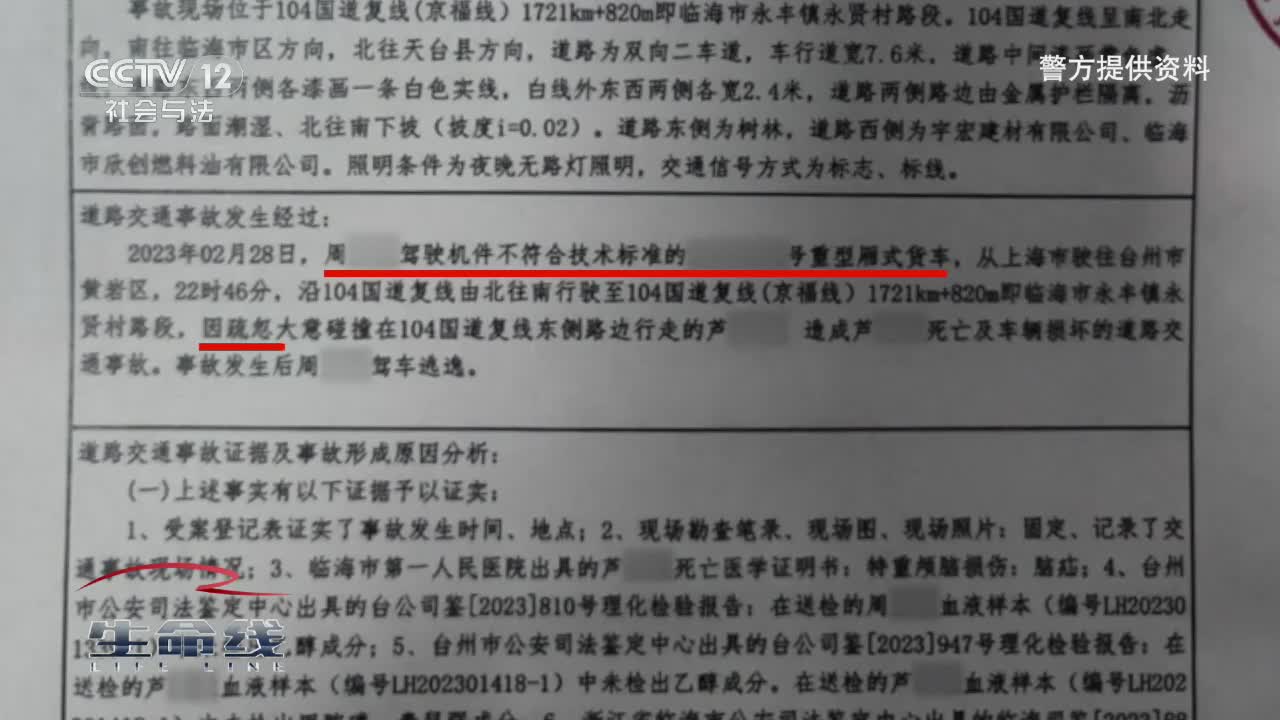 事故现场位于104国道复线(京福线）1721km+820m即临海市永丰镇永贤村路段。104国道复线呈南北走
向，南往临海市区方向，北往天台县方向，道路为双向二车道，车行道宽7.6米，道路中间
CCTV 12
社会与法
警方提供资料
侧各漆画一条白色实线，白线外东西两侧各宽2.4米，道路两侧路边由金属护栏隔离，沥
青路面，路面潮湿、北往南下坡（坡度i=0.02）。道路东侧为树林，道路西侧为宇宏建材有限公司、临海
市欣创燃料油有限公司。照明条件为夜晚无路灯照明，交通信号方式为标志、标线。
道路交通事故发生经过：
2023年02月28日，周 驾驶机件不符合技术标准的 号重型厢式货车，从上海市驶往台州市
黄岩区，22时46分，沿104国道复线由北往南行驶至104国道复线(京福线）1721km+820m即临海市永丰镇永
贤村路段，因疏忽大意碰撞在104国道复线东侧路边行走的芦 造成芦 死亡及车辆损坏的道路交
通事故。事故发生后周 驾车逃逸。
道路交通事故证据及事故形成原因分析：
(一)上述事实有以下证据予以证实：
1、受案登记表证实了事故发生时间、地点；2、现场勘查笔录、现场图、现场照片：固定、记录了交
通事故现场情况；3、临海市第一人民医院出具的芦 死亡医学证明书：特重颅脑损伤：脑疝；4、台州
市公安司法鉴定中心出具的台公司鉴[2023]810号理化检验报告：在送检的周 血液样本（编号LH20230
醇成分；5、台州市公安司法鉴定中心出具的台公司鉴[2023]947号理化检验报告：在
送检的芦 血液样本（编号LH202301418-1）中未检出乙醇成分。在送检的芦 血液样本（编号LH202
生命线
LIFE LINE